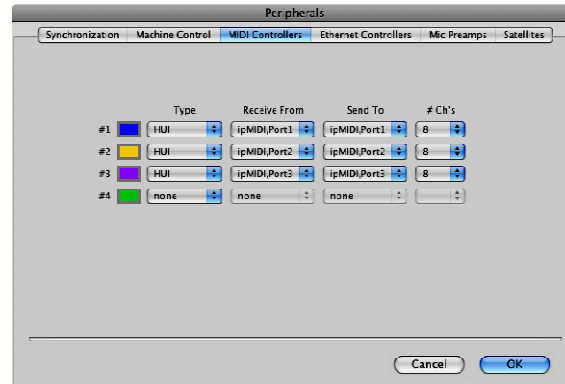 Peripherals
Synchronization Machine Control MIDI Controllers Ethernet Controllers Mic Preamps Satellites
Type Receive From Send To # Ch's
#1 HUI ipMIDI,Port1 ipMIDI,Port1 8
#2 HUI ipMIDI,Port2 ipMIDI,Port2 8
#3 HUI ipMIDI,Port3 ipMIDI,Port3 8
#4 none none none
Cancel OK